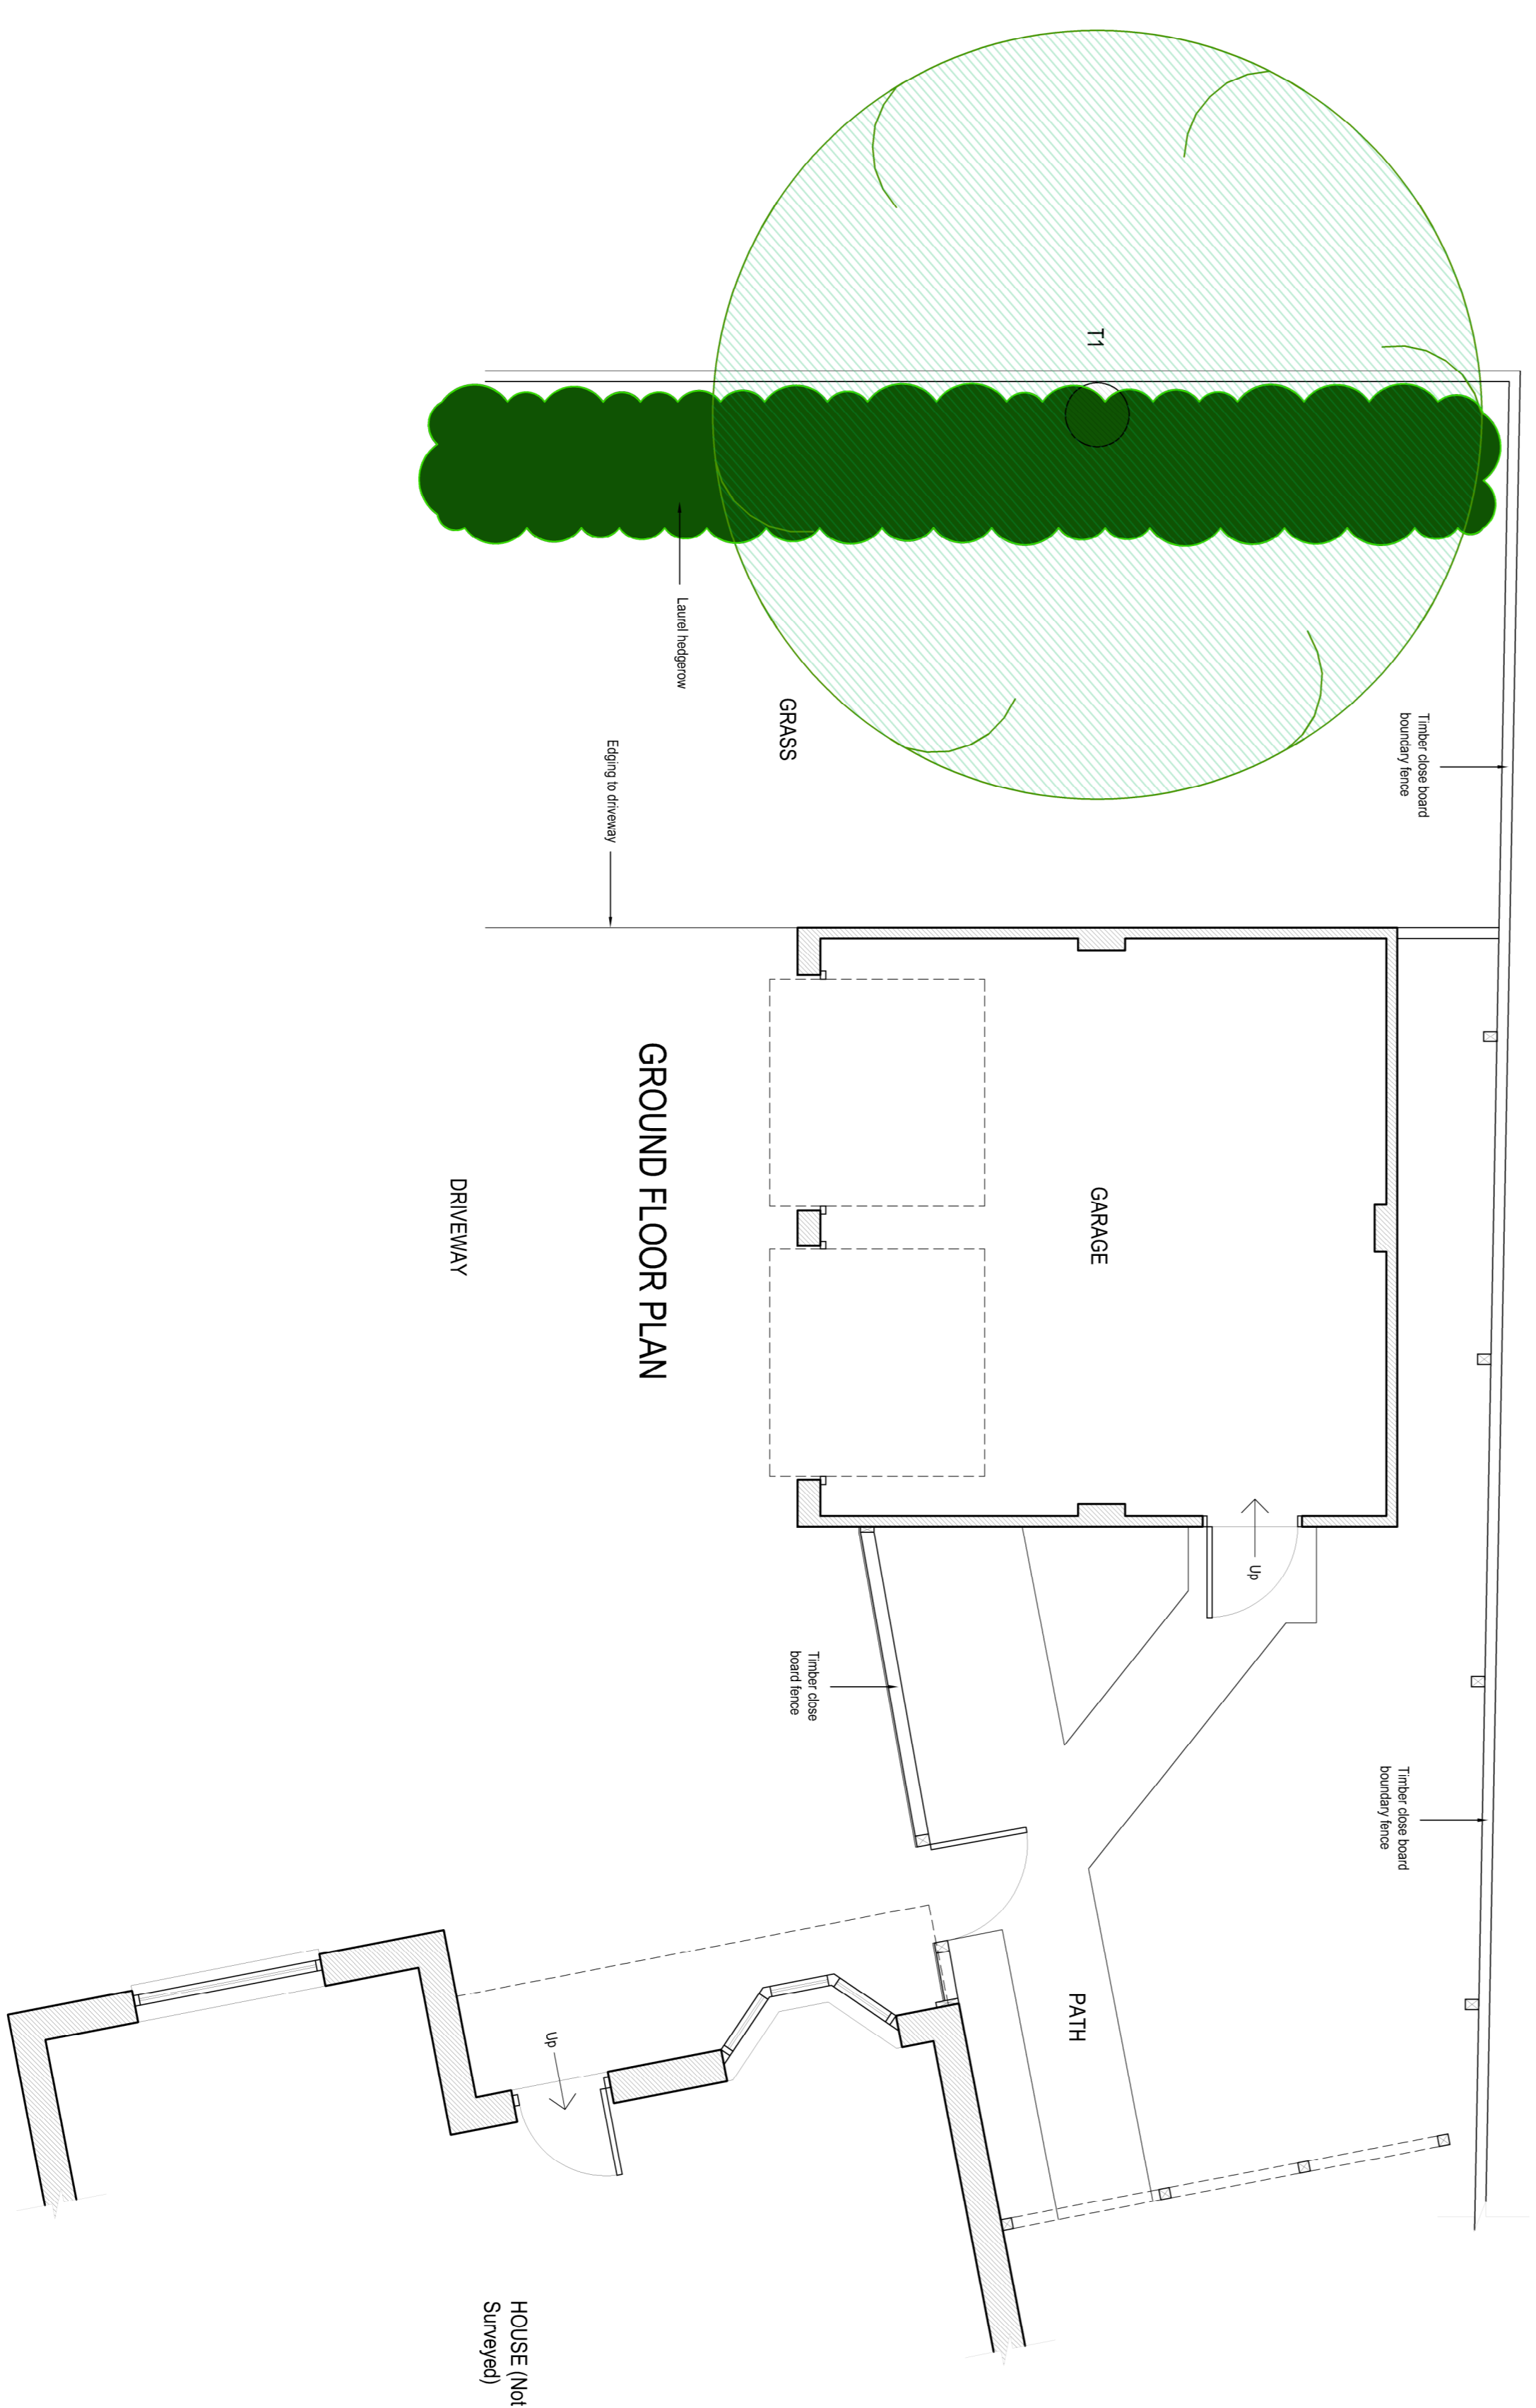 T1
Laurel hedgerow
GRASS
Timber close board
boundary fence
Edging to driveway
GROUND FLOOR PLAN
DRIVEWAY
GARAGE
Up
Timber close
board fence
Timber close board
boundary fence
PATH
Up
HOUSE (Not
Surveyed)